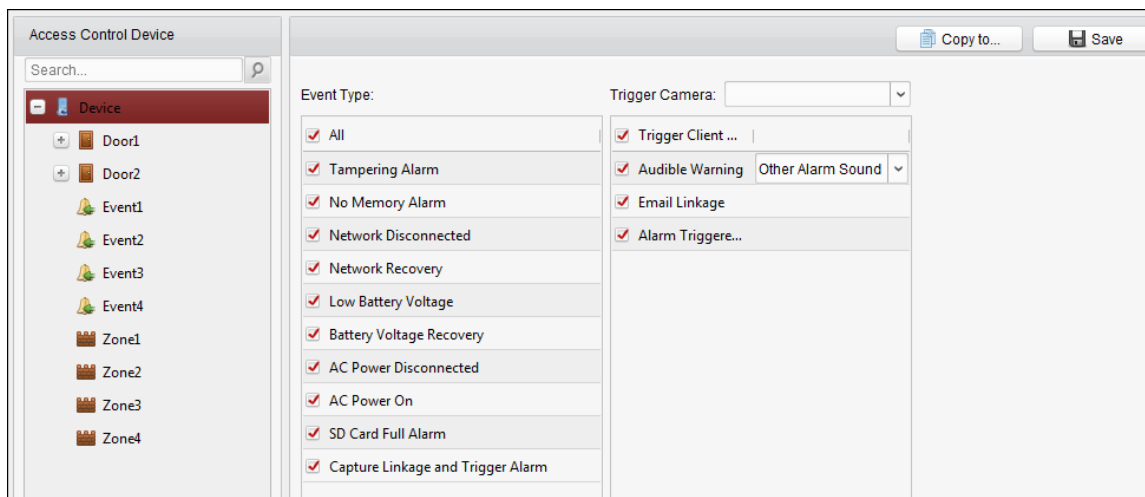 Access Control Device
Copy to...
Save
Search...
Event Type:
Trigger Camera:
Device
Door1
Door2
Event1
Event2
Event3
Event4
Zone1
Zone2
Zone3
Zone4
All
Tampering Alarm
No Memory Alarm
Network Disconnected
Network Recovery
Low Battery Voltage
Battery Voltage Recovery
AC Power Disconnected
AC Power On
SD Card Full Alarm
Capture Linkage and Trigger Alarm
Trigger Client ...
Audible Warning Other Alarm Sound
Email Linkage
Alarm Triggere...